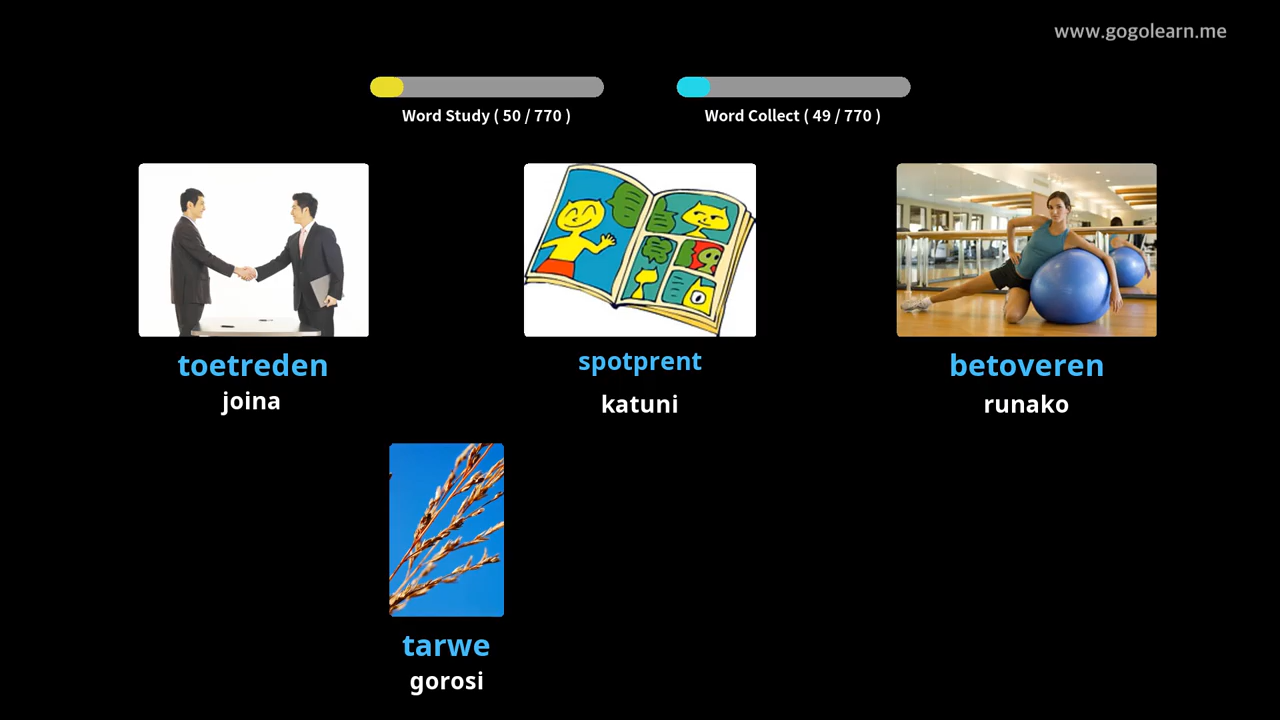 www.gogolearn.me
Word Study ( 50 / 770 )
Word Collect ( 49 / 770 )
toetreden
joina
spotprent
katuni
betoveren
runako
tarwe
gorosi